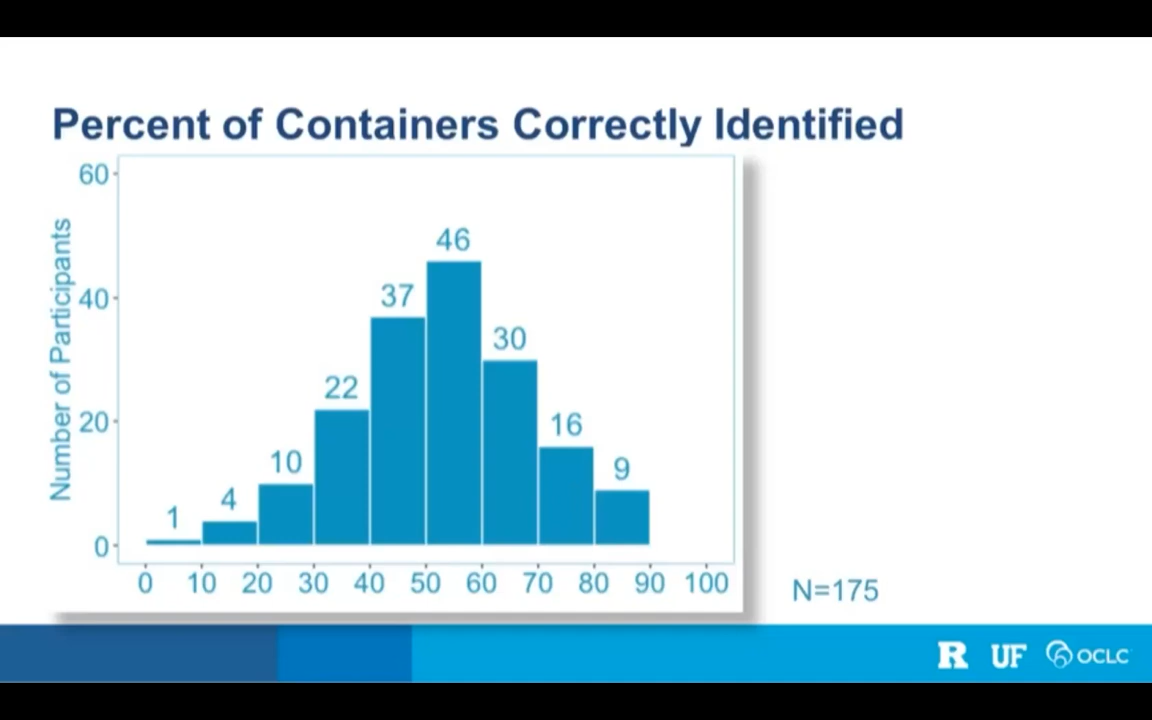 Percent of Containers Correctly Identified
Number of Participants
60
40
20
0
1
4
10
22
37
46
30
16
9
0 10 20 30 40 50 60 70 80 90 100
N=175
R UF OCLC